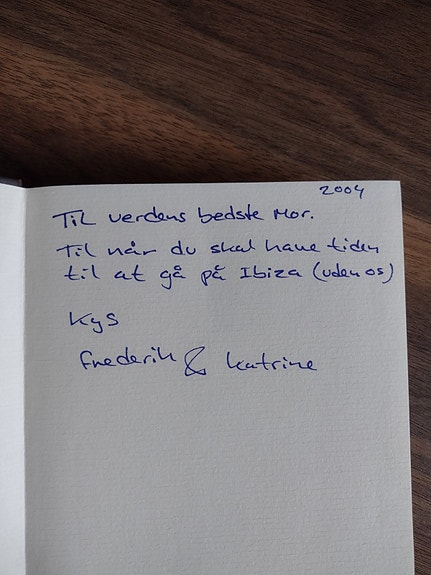 2004
Til verdens bedste Mor.
Til når du skal have tiden
til at gå på Ibiza (uden os)
Kys
Frederik & Katrine